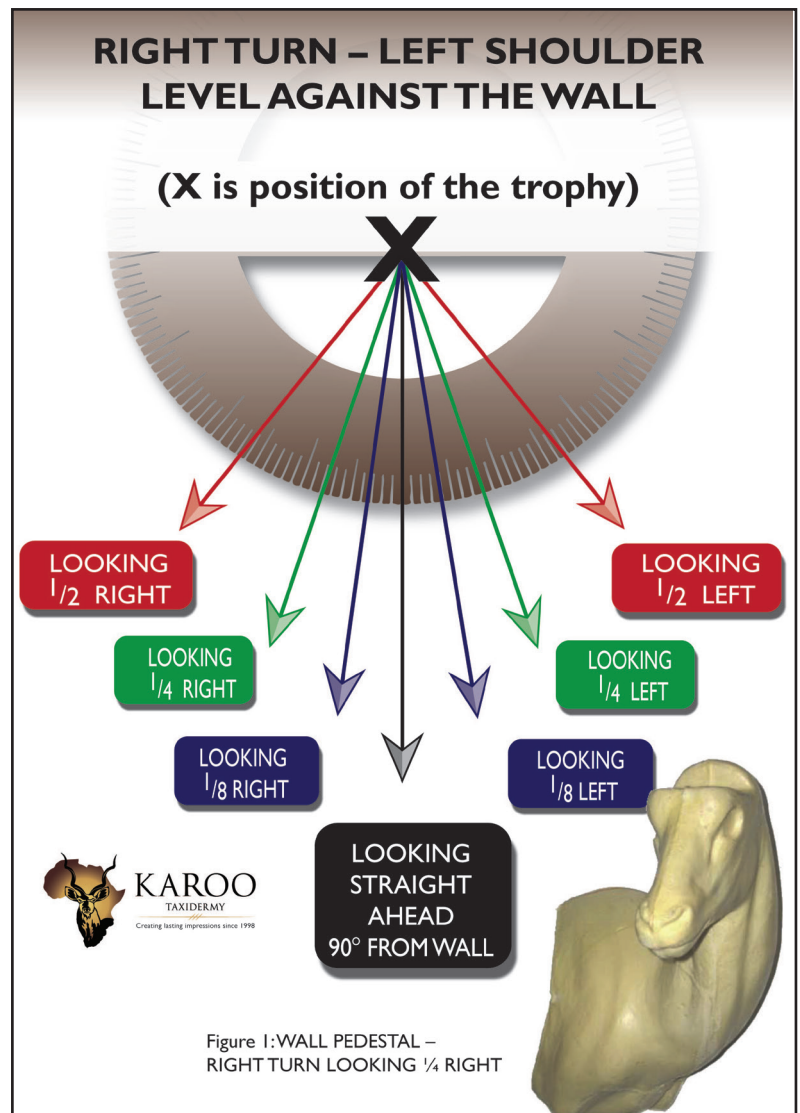 RIGHT TURN – LEFT SHOULDER
LEVEL AGAINST THE WALL
(X is position of the trophy)
X
LOOKING
1/2 RIGHT
LOOKING
1/2 LEFT
LOOKING
1/4 RIGHT
LOOKING
1/4 LEFT
LOOKING
1/8 RIGHT
LOOKING
1/8 LEFT
LOOKING
STRAIGHT
AHEAD
90° FROM WALL
KAROO
TAXIDERMY
Creating lasting impressions since 1998
Figure 1: WALL PEDESTAL –
RIGHT TURN LOOKING ¼ RIGHT